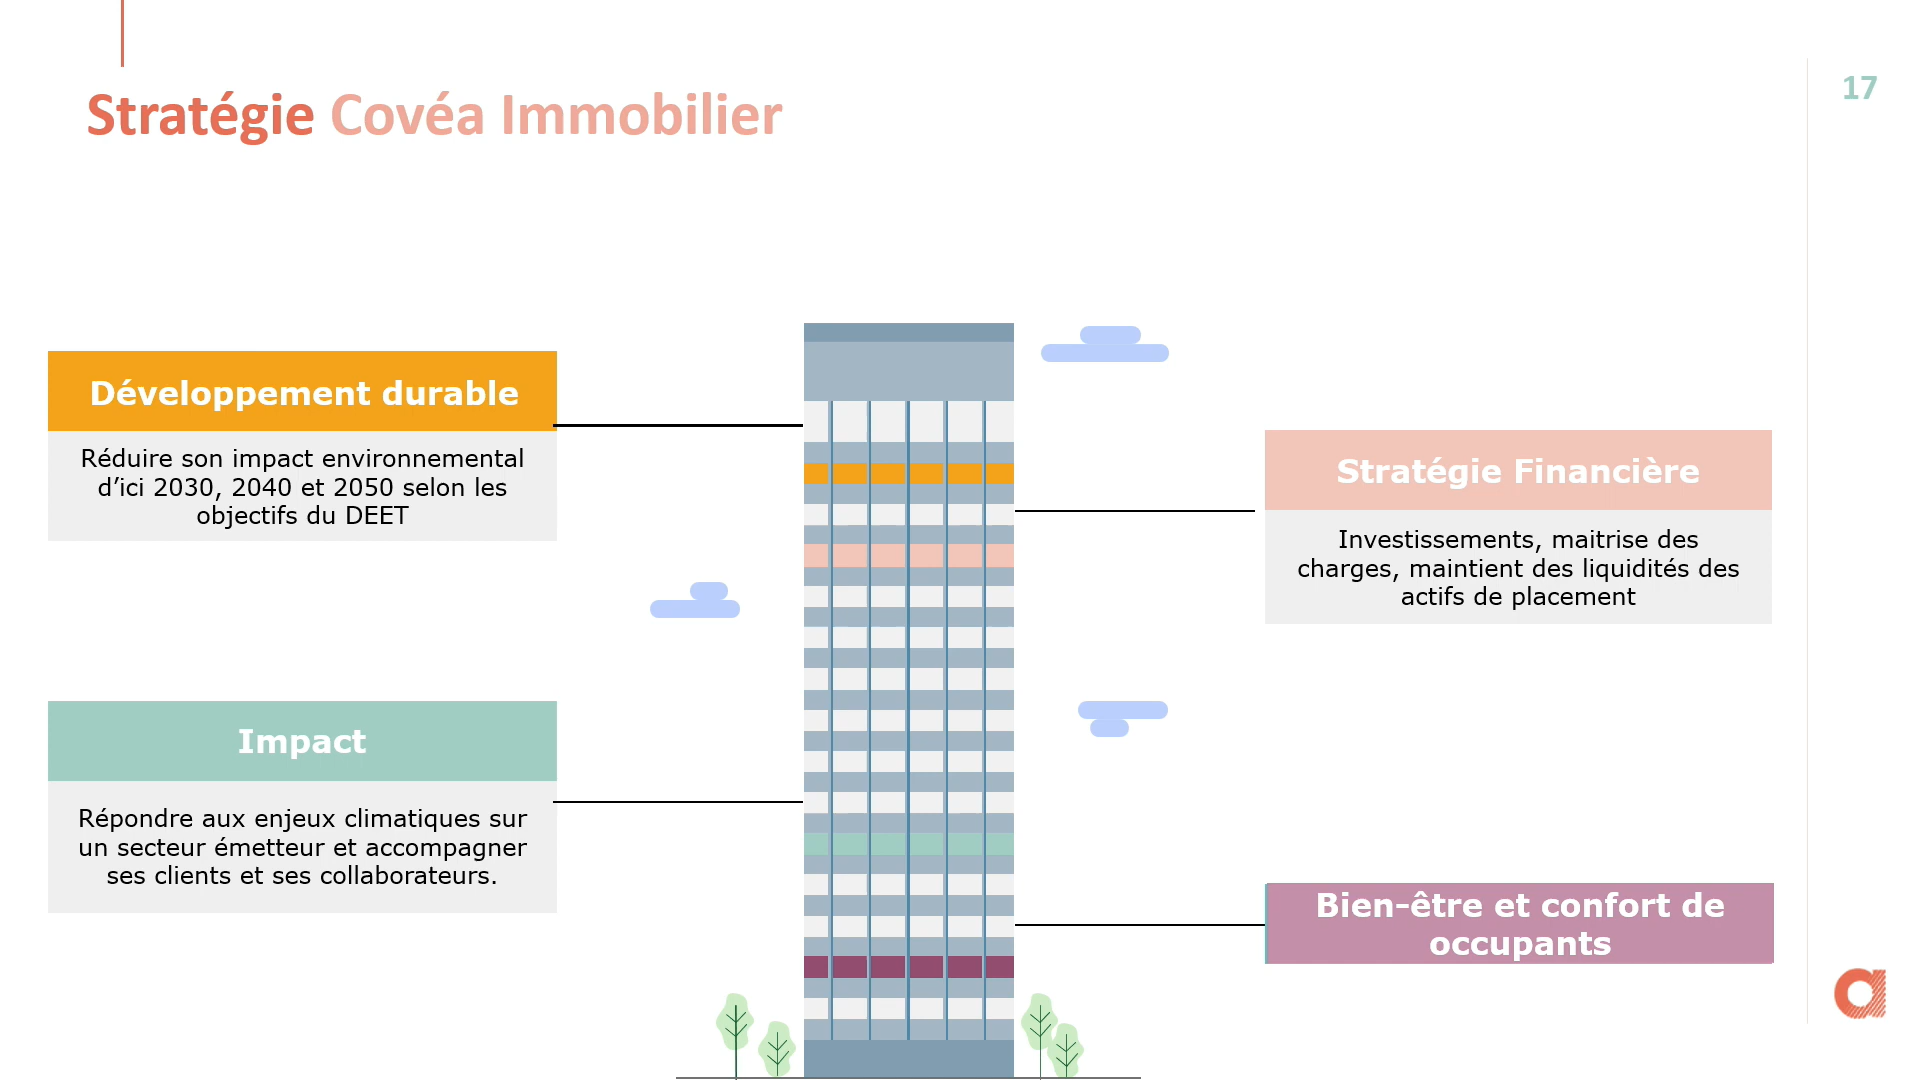 Stratégie Covéa Immobilier
17
Développement durable
Réduire son impact environnemental
d’ici 2030, 2040 et 2050 selon les
objectifs du DEET
Stratégie Financière
Investissements, maitrise des
charges, maintient des liquidités des
actifs de placement
Impact
Répondre aux enjeux climatiques sur
un secteur émetteur et accompagner
ses clients et ses collaborateurs.
Bien-être et confort de
occupants